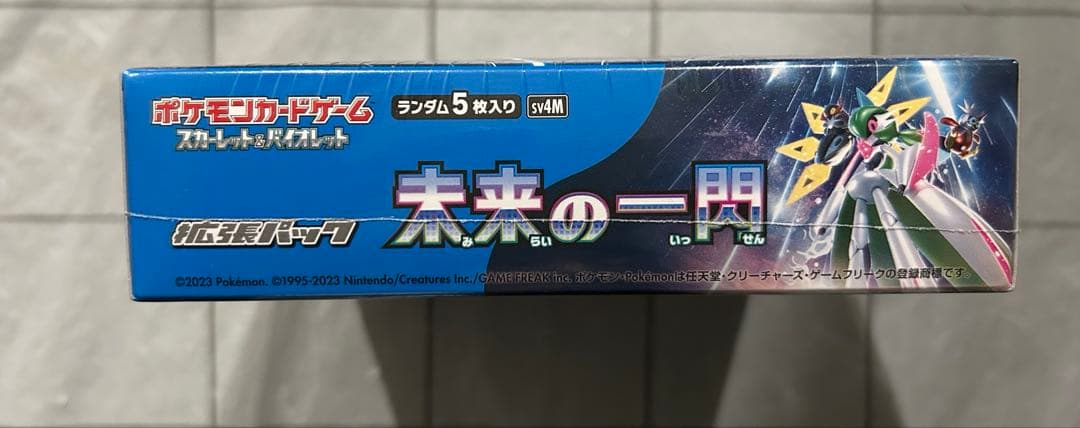 ポケモンカードゲーム
スカーレット&バイオレット
ランダム5枚入り sv4M
拡張パック
未来の一閃
み らい いっ せん
©2023 Pokémon. ©1995-2023 Nintendo/Creatures Inc./GAME FREAK inc. ポケモン・Pokémonは任天堂・クリーチャーズ・ゲームフリークの登録商標です。